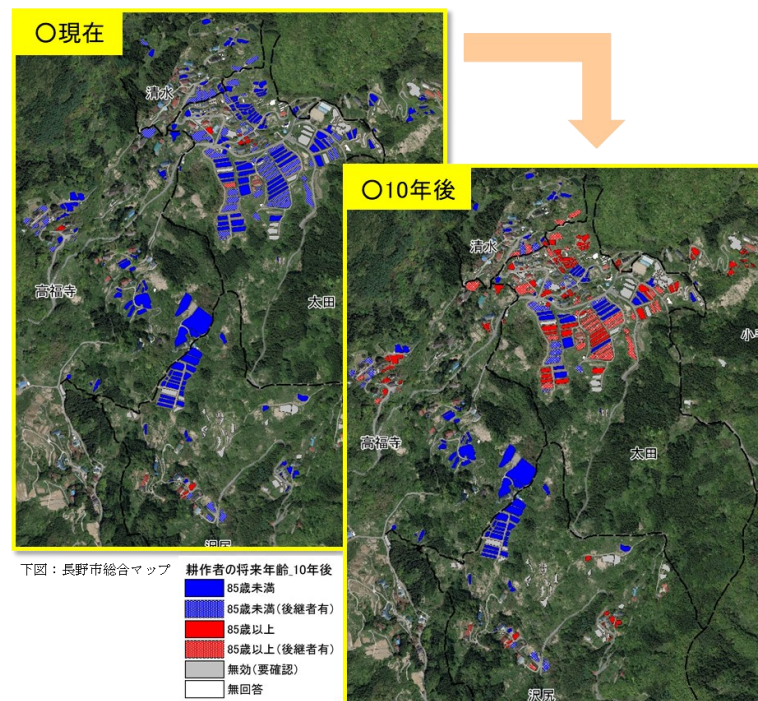 〇現在
清水
高福寺
太田
〇10年後
清水
小
高福寺
太田
沢尻
下図：長野市総合マップ
耕作者の将来年齢_10年後
85歳未満
85歳未満(後継者有)
85歳以上
85歳以上(後継者有)
無効(要確認)
無回答
沢尻